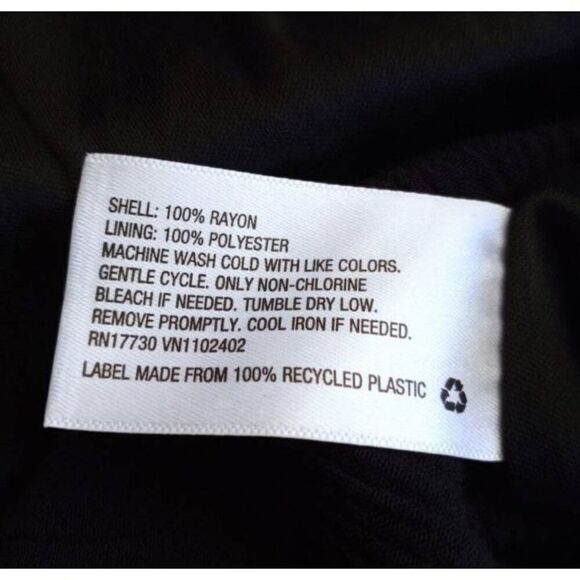 SHELL: 100% RAYON
LINING: 100% POLYESTER
MACHINE WASH COLD WITH LIKE COLORS.
GENTLE CYCLE. ONLY NON-CHLORINE
BLEACH IF NEEDED. TUMBLE DRY LOW.
REMOVE PROMPTLY. COOL IRON IF NEEDED.
RN17730 VN1102402
LABEL MADE FROM 100% RECYCLED PLASTIC